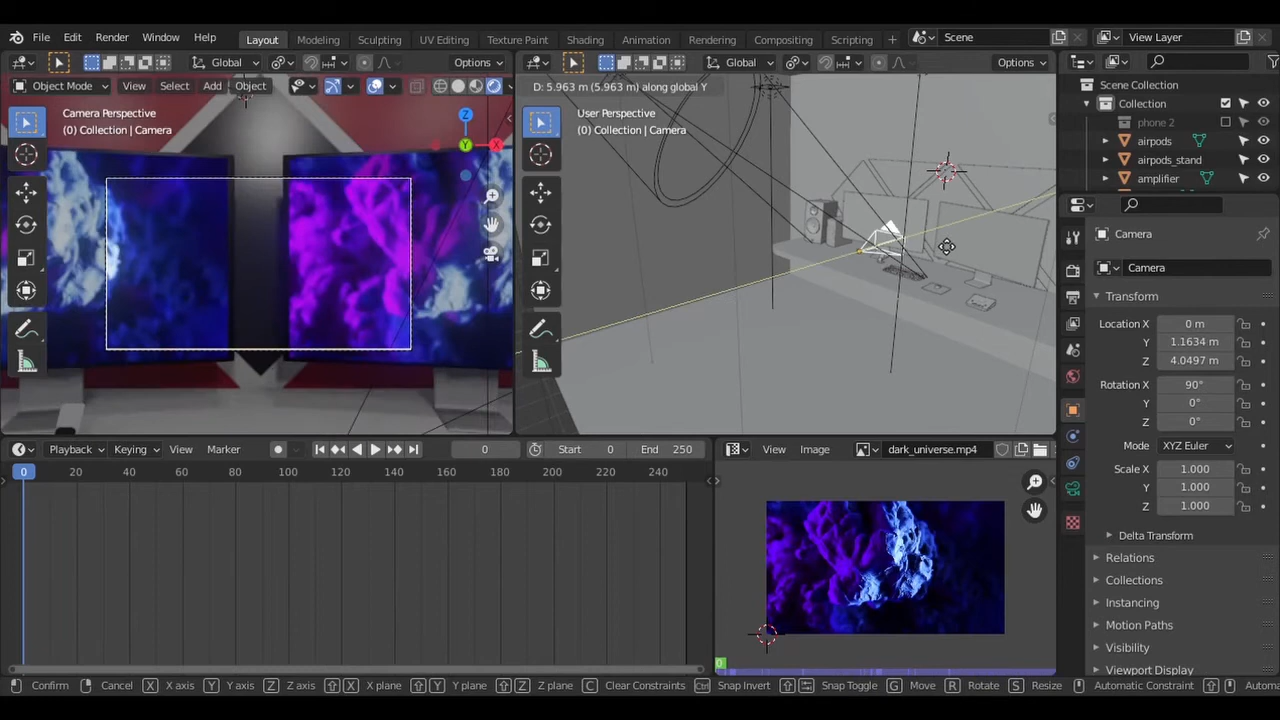 File Edit Render Window Help Layout Modeling Sculpting UV Editing Texture Paint Shading Animation Rendering Compositing Scripting + Scene View Layer
Global Options Global Options
Object Mode View Select Add Object D: 5.963 m (5.963 m) along global Y
Camera Perspective
(0) Collection | Camera
User Perspective
(0) Collection | Camera
Z
Y
X
Scene Collection
Collection
phone 2
airpods
airpods_stand
amplifier
Camera
Camera
Transform
Location X 0 m
Y 1.1634 m
Z 4.0497 m
Rotation X 90°
Y 0°
Z 0°
Mode XYZ Euler
Scale X 1.000
Y 1.000
Z 1.000
Delta Transform
Relations
Collections
Instancing
Motion Paths
Visibility
Viewport Display
Playback Keying View Marker 0 Start 0 End 250 View Image dark_universe.mp4
0 20 40 60 80 100 120 140 160 180 200 220 240
0
Confirm Cancel X X axis Y Y axis Z Z axis X X plane Y Y plane Z Z plane C Clear Constraints Ctrl Snap Invert Snap Toggle G Move R Rotate S Resize Automatic Constraint Automa